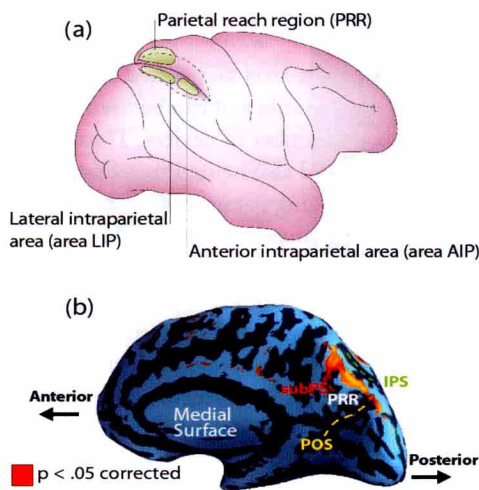 (a)
Parietal reach region (PRR)
Lateral intraparietal
area (area LIP)
Anterior intraparietal area (area AIP)
(b)
subPS
IPS
PRR
Anterior
Medial
Surface
POS
Posterior
p < .05 corrected